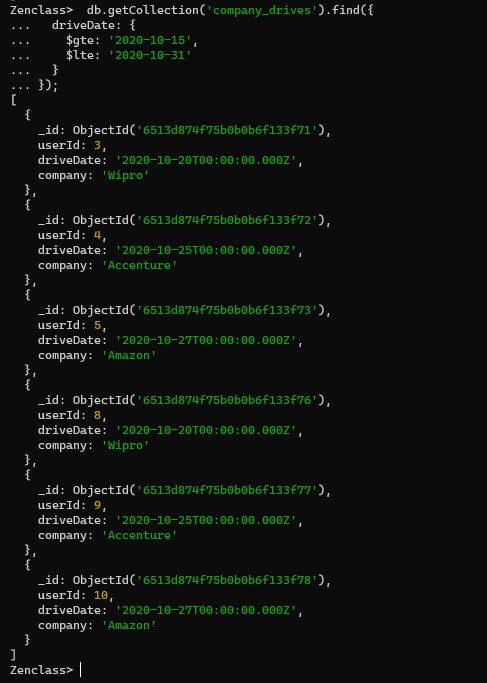 Zenclass>  db.getCollection('company_drives').find({
...   driveDate: {
...     $gte: '2020-10-15',
...     $lte: '2020-10-31'
...   }
... });
[
  {
    _id: ObjectId('6513d874f75b0b0b6f133f71'),
    userId: 3,
    driveDate: '2020-10-20T00:00:00.000Z',
    company: 'Wipro'
  },
  {
    _id: ObjectId('6513d874f75b0b0b6f133f72'),
    userId: 4,
    driveDate: '2020-10-25T00:00:00.000Z',
    company: 'Accenture'
  },
  {
    _id: ObjectId('6513d874f75b0b0b6f133f73'),
    userId: 5,
    driveDate: '2020-10-27T00:00:00.000Z',
    company: 'Amazon'
  },
  {
    _id: ObjectId('6513d874f75b0b0b6f133f76'),
    userId: 8,
    driveDate: '2020-10-20T00:00:00.000Z',
    company: 'Wipro'
  },
  {
    _id: ObjectId('6513d874f75b0b0b6f133f77'),
    userId: 9,
    driveDate: '2020-10-25T00:00:00.000Z',
    company: 'Accenture'
  },
  {
    _id: ObjectId('6513d874f75b0b0b6f133f78'),
    userId: 10,
    driveDate: '2020-10-27T00:00:00.000Z',
    company: 'Amazon'
  }
]
Zenclass>